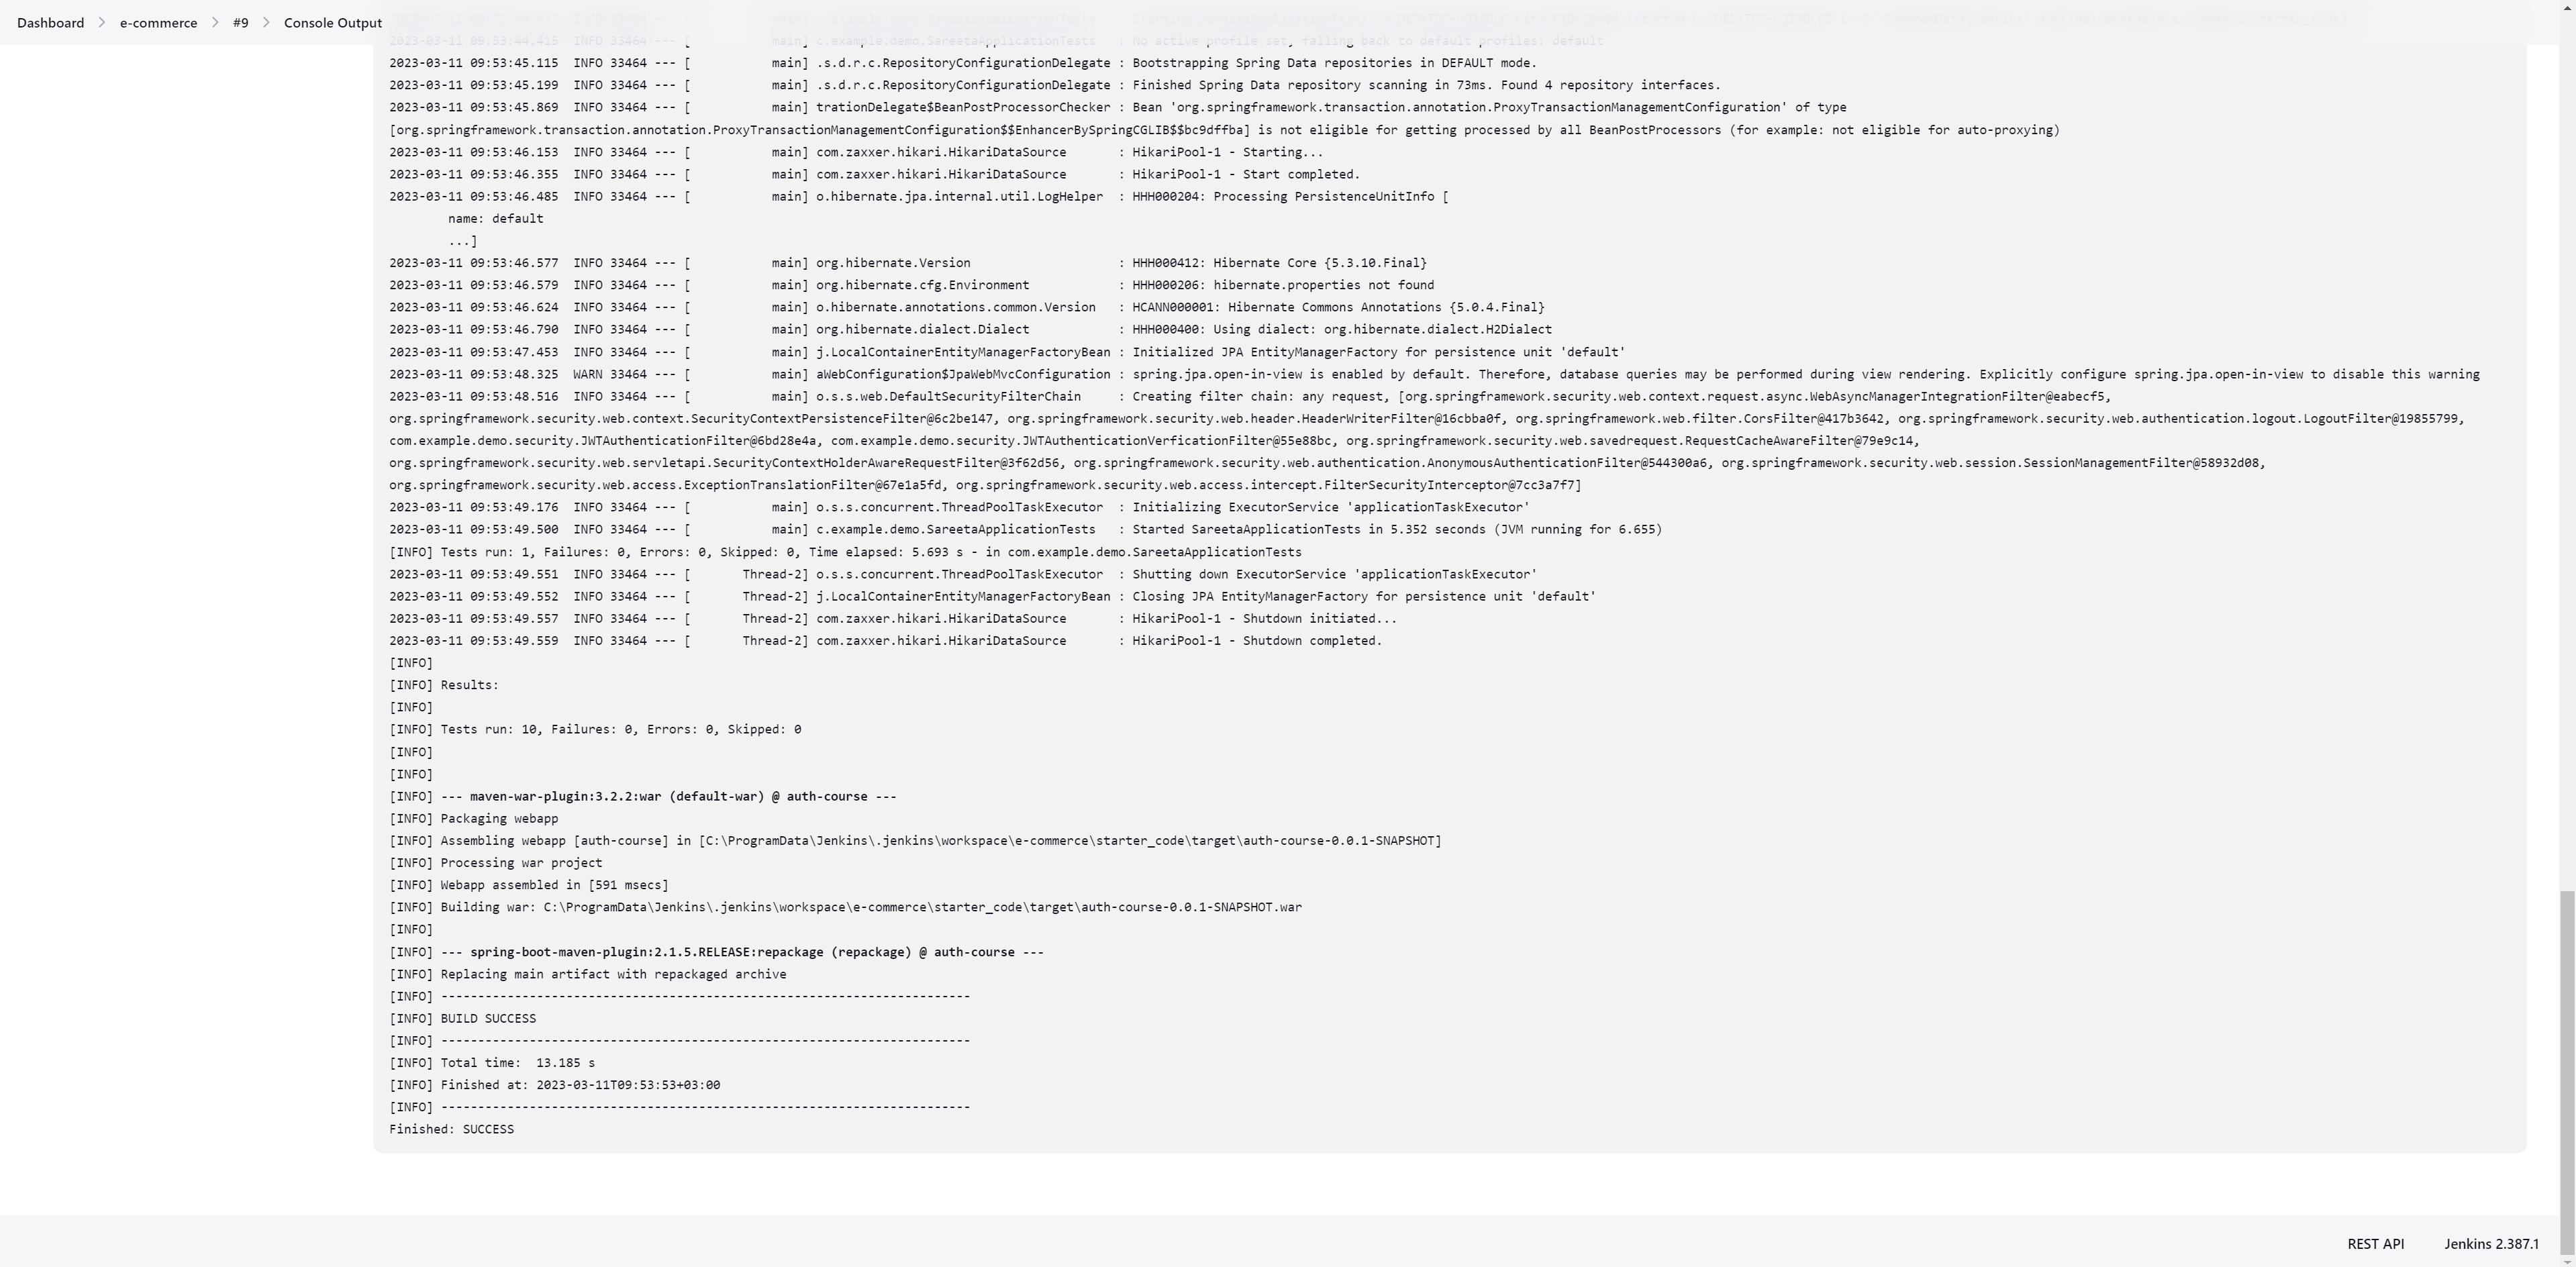 Dashboard > e-commerce > #9 > Console Output
2023-03-11 09:53:44.415  INFO 33464 --- [           main] c.example.demo.SareetaApplicationTests   : No active profile set, falling back to default profiles: default
2023-03-11 09:53:45.115  INFO 33464 --- [           main] .s.d.r.c.RepositoryConfigurationDelegate : Bootstrapping Spring Data repositories in DEFAULT mode.
2023-03-11 09:53:45.199  INFO 33464 --- [           main] .s.d.r.c.RepositoryConfigurationDelegate : Finished Spring Data repository scanning in 73ms. Found 4 repository interfaces.
2023-03-11 09:53:45.869  INFO 33464 --- [           main] trationDelegate$BeanPostProcessorChecker : Bean 'org.springframework.transaction.annotation.ProxyTransactionManagementConfiguration' of type
[org.springframework.transaction.annotation.ProxyTransactionManagementConfiguration$$EnhancerBySpringCGLIB$$bc9dffba] is not eligible for getting processed by all BeanPostProcessors (for example: not eligible for auto-proxying)
2023-03-11 09:53:46.153  INFO 33464 --- [           main] com.zaxxer.hikari.HikariDataSource       : HikariPool-1 - Starting...
2023-03-11 09:53:46.355  INFO 33464 --- [           main] com.zaxxer.hikari.HikariDataSource       : HikariPool-1 - Start completed.
2023-03-11 09:53:46.485  INFO 33464 --- [           main] o.hibernate.jpa.internal.util.LogHelper  : HHH000204: Processing PersistenceUnitInfo [
	name: default
	...]
2023-03-11 09:53:46.577  INFO 33464 --- [           main] org.hibernate.Version                    : HHH000412: Hibernate Core {5.3.10.Final}
2023-03-11 09:53:46.579  INFO 33464 --- [           main] org.hibernate.cfg.Environment            : HHH000206: hibernate.properties not found
2023-03-11 09:53:46.624  INFO 33464 --- [           main] o.hibernate.annotations.common.Version   : HCANN000001: Hibernate Commons Annotations {5.0.4.Final}
2023-03-11 09:53:46.790  INFO 33464 --- [           main] org.hibernate.dialect.Dialect            : HHH000400: Using dialect: org.hibernate.dialect.H2Dialect
2023-03-11 09:53:47.453  INFO 33464 --- [           main] j.LocalContainerEntityManagerFactoryBean : Initialized JPA EntityManagerFactory for persistence unit 'default'
2023-03-11 09:53:48.325  WARN 33464 --- [           main] aWebConfiguration$JpaWebMvcConfiguration : spring.jpa.open-in-view is enabled by default. Therefore, database queries may be performed during view rendering. Explicitly configure spring.jpa.open-in-view to disable this warning
2023-03-11 09:53:48.516  INFO 33464 --- [           main] o.s.s.web.DefaultSecurityFilterChain     : Creating filter chain: any request, [org.springframework.security.web.context.request.async.WebAsyncManagerIntegrationFilter@eabecf5,
org.springframework.security.web.context.SecurityContextPersistenceFilter@6c2be147, org.springframework.security.web.header.HeaderWriterFilter@16cbba0f, org.springframework.web.filter.CorsFilter@417b3642, org.springframework.security.web.authentication.logout.LogoutFilter@19855799,
com.example.demo.security.JWTAuthenticationFilter@6bd28e4a, com.example.demo.security.JWTAuthenticationVerficationFilter@55e88bc, org.springframework.security.web.savedrequest.RequestCacheAwareFilter@79e9c14,
org.springframework.security.web.servletapi.SecurityContextHolderAwareRequestFilter@3f62d56, org.springframework.security.web.authentication.AnonymousAuthenticationFilter@544300a6, org.springframework.security.web.session.SessionManagementFilter@58932d08,
org.springframework.security.web.access.ExceptionTranslationFilter@67e1a5fd, org.springframework.security.web.access.intercept.FilterSecurityInterceptor@7cc3a7f7]
2023-03-11 09:53:49.176  INFO 33464 --- [           main] o.s.s.concurrent.ThreadPoolTaskExecutor  : Initializing ExecutorService 'applicationTaskExecutor'
2023-03-11 09:53:49.500  INFO 33464 --- [           main] c.example.demo.SareetaApplicationTests   : Started SareetaApplicationTests in 5.352 seconds (JVM running for 6.655)
[INFO] Tests run: 1, Failures: 0, Errors: 0, Skipped: 0, Time elapsed: 5.693 s - in com.example.demo.SareetaApplicationTests
2023-03-11 09:53:49.551  INFO 33464 --- [       Thread-2] o.s.s.concurrent.ThreadPoolTaskExecutor  : Shutting down ExecutorService 'applicationTaskExecutor'
2023-03-11 09:53:49.552  INFO 33464 --- [       Thread-2] j.LocalContainerEntityManagerFactoryBean : Closing JPA EntityManagerFactory for persistence unit 'default'
2023-03-11 09:53:49.557  INFO 33464 --- [       Thread-2] com.zaxxer.hikari.HikariDataSource       : HikariPool-1 - Shutdown initiated...
2023-03-11 09:53:49.559  INFO 33464 --- [       Thread-2] com.zaxxer.hikari.HikariDataSource       : HikariPool-1 - Shutdown completed.
[INFO]
[INFO] Results:
[INFO]
[INFO] Tests run: 10, Failures: 0, Errors: 0, Skipped: 0
[INFO]
[INFO]
[INFO] --- maven-war-plugin:3.2.2:war (default-war) @ auth-course ---
[INFO] Packaging webapp
[INFO] Assembling webapp [auth-course] in [C:\ProgramData\Jenkins\.jenkins\workspace\e-commerce\starter_code\target\auth-course-0.0.1-SNAPSHOT]
[INFO] Processing war project
[INFO] Webapp assembled in [591 msecs]
[INFO] Building war: C:\ProgramData\Jenkins\.jenkins\workspace\e-commerce\starter_code\target\auth-course-0.0.1-SNAPSHOT.war
[INFO]
[INFO] --- spring-boot-maven-plugin:2.1.5.RELEASE:repackage (repackage) @ auth-course ---
[INFO] Replacing main artifact with repackaged archive
[INFO] ------------------------------------------------------------------------
[INFO] BUILD SUCCESS
[INFO] ------------------------------------------------------------------------
[INFO] Total time:  13.185 s
[INFO] Finished at: 2023-03-11T09:53:53+03:00
[INFO] ------------------------------------------------------------------------
Finished: SUCCESS
REST API
Jenkins 2.387.1